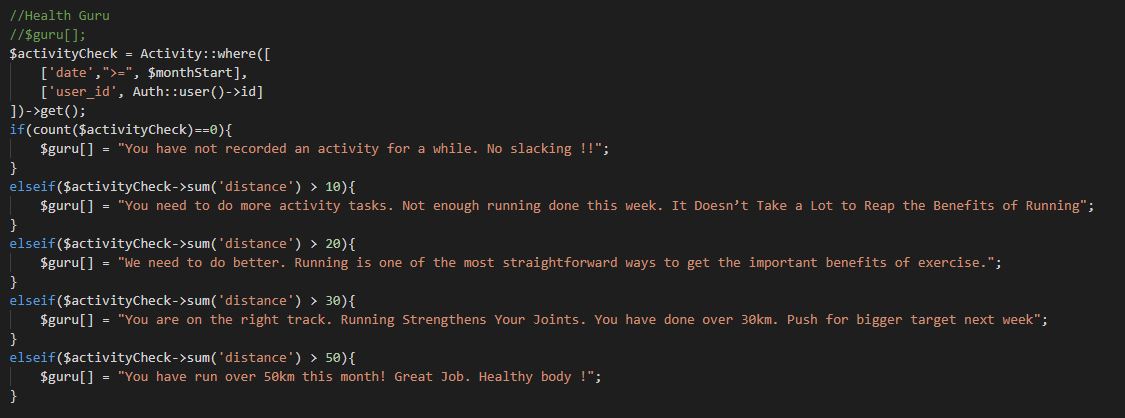 //Health Guru
//$guru[];
$activityCheck = Activity::where([
    ['date',">=", $monthStart],
    ['user_id', Auth::user()->id]
])->get();
if(count($activityCheck)==0){
    $guru[] = "You have not recorded an activity for a while. No slacking !!";
}
elseif($activityCheck->sum('distance') > 10){
    $guru[] = "You need to do more activity tasks. Not enough running done this week. It Doesn’t Take a Lot to Reap the Benefits of Running";
}
elseif($activityCheck->sum('distance') > 20){
    $guru[] = "We need to do better. Running is one of the most straightforward ways to get the important benefits of exercise.";
}
elseif($activityCheck->sum('distance') > 30){
    $guru[] = "You are on the right track. Running Strengthens Your Joints. You have done over 30km. Push for bigger target next week";
}
elseif($activityCheck->sum('distance') > 50){
    $guru[] = "You have run over 50km this month! Great Job. Healthy body !";
}